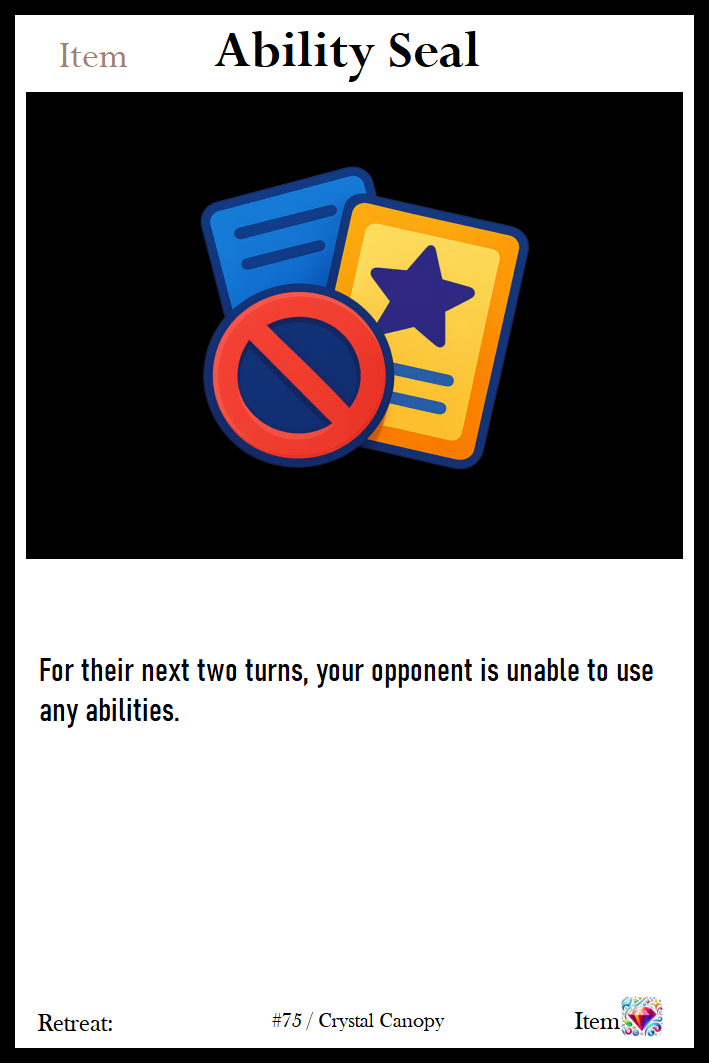 Item
Ability Seal
For their next two turns, your opponent is unable to use
any abilities.
Retreat:
#75 / Crystal Canopy
Item